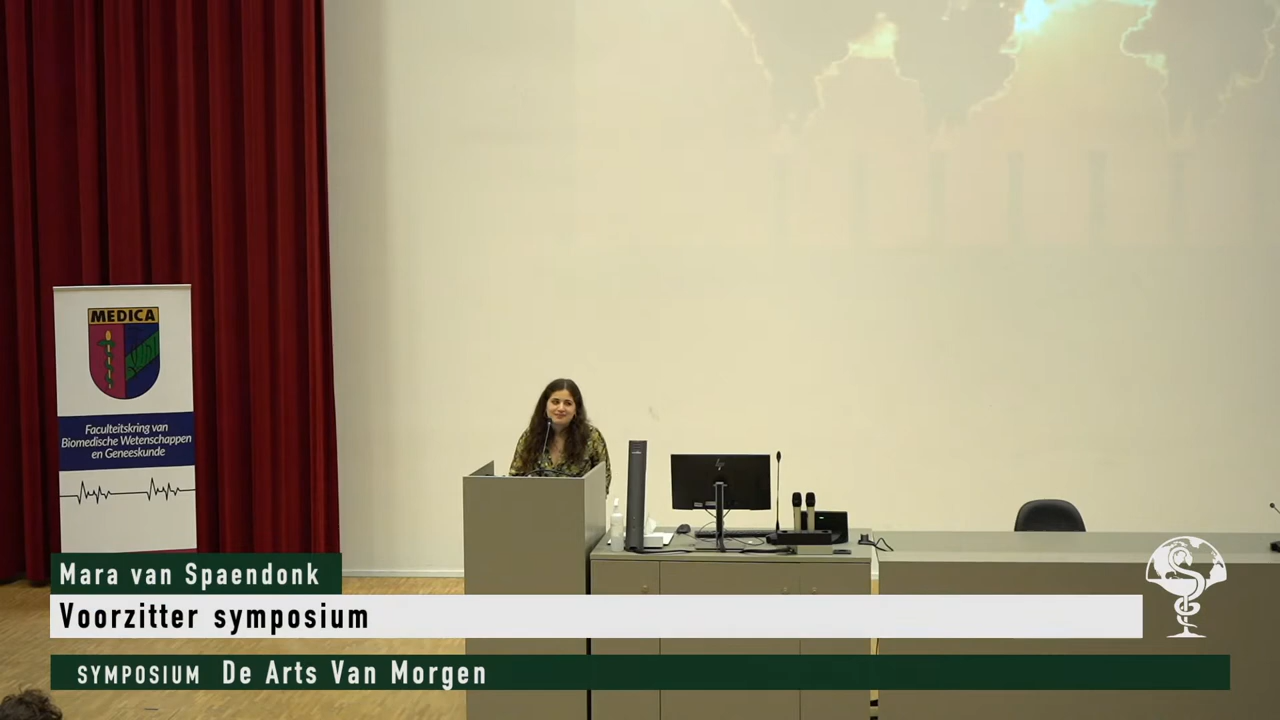 MEDICA
Faculteitskring van
Biomedische Wetenschappen
en Geneeskunde
Mara van Spaendonk
Voorzitter symposium
SYMPOSIUM De Arts Van Morgen